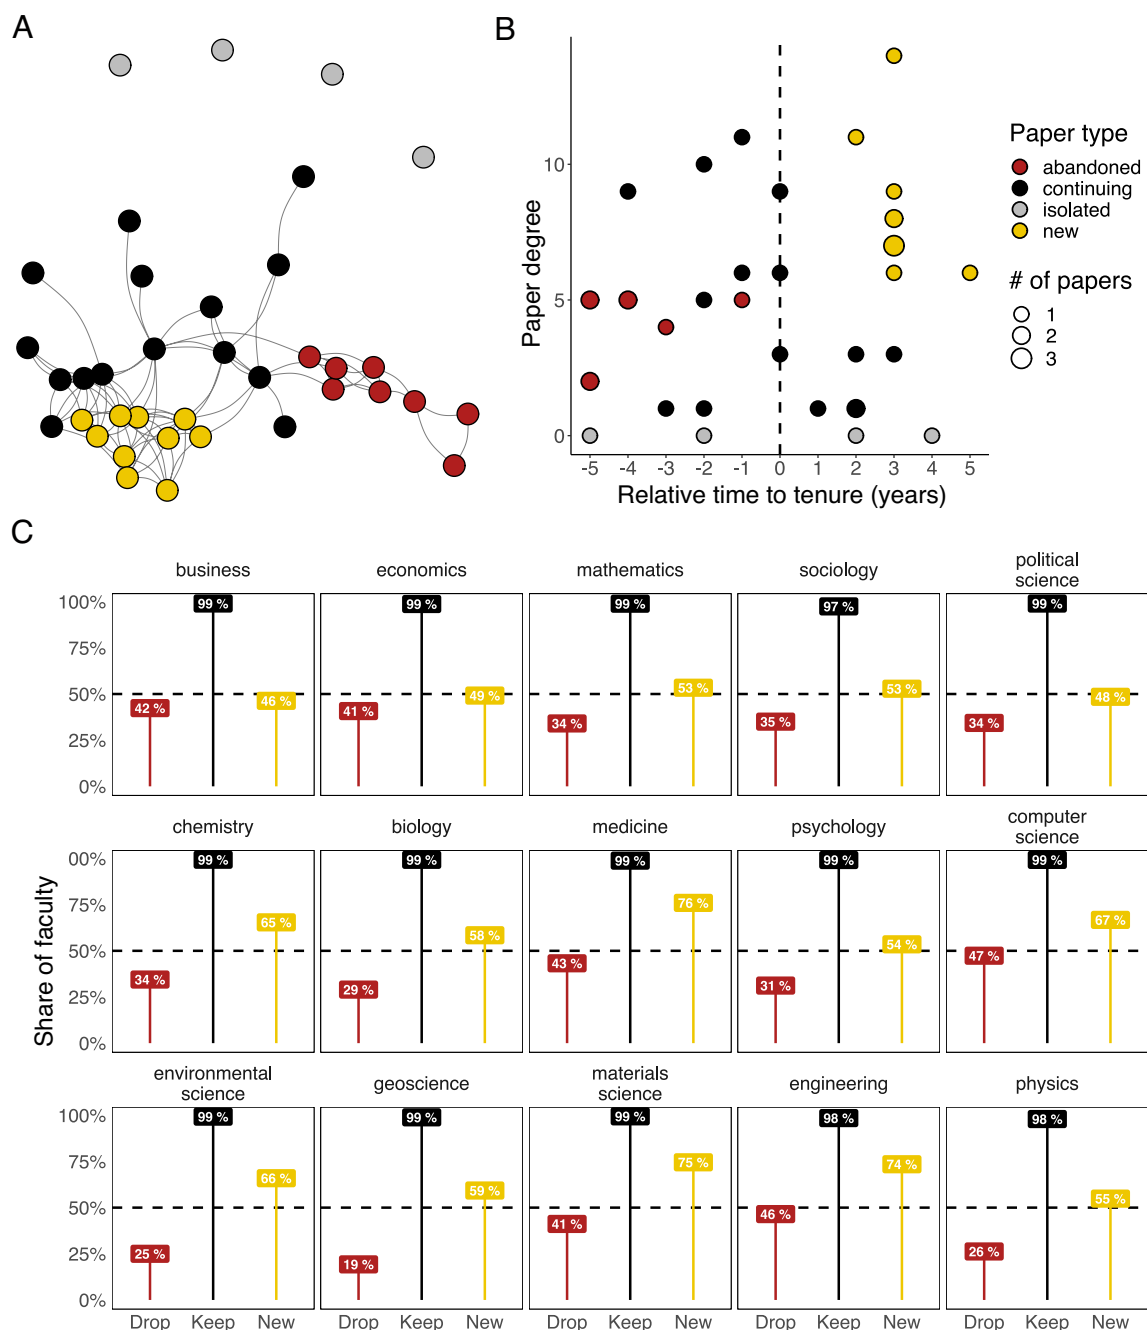 A
B
Paper degree
10
5
0
-5 -4 -3 -2 -1 0 1 2 3 4 5
Relative time to tenure (years)
Paper type
abandoned
continuing
isolated
new
# of papers
1
2
3
C
Share of faculty
business economics mathematics sociology political science
100%
75%
50%
25%
0%
42 % 99 % 46 %
41 % 99 % 49 %
34 % 99 % 53 %
35 % 97 % 53 %
34 % 99 % 48 %
chemistry biology medicine psychology computer science
00%
75%
50%
25%
0%
34 % 99 % 65 %
29 % 99 % 58 %
43 % 99 % 76 %
31 % 99 % 54 %
47 % 99 % 67 %
environmental science geoscience materials science engineering physics
100%
75%
50%
25%
0%
25 % 99 % 66 %
19 % 99 % 59 %
41 % 99 % 75 %
46 % 98 % 74 %
26 % 98 % 55 %
Drop Keep New Drop Keep New Drop Keep New Drop Keep New Drop Keep New